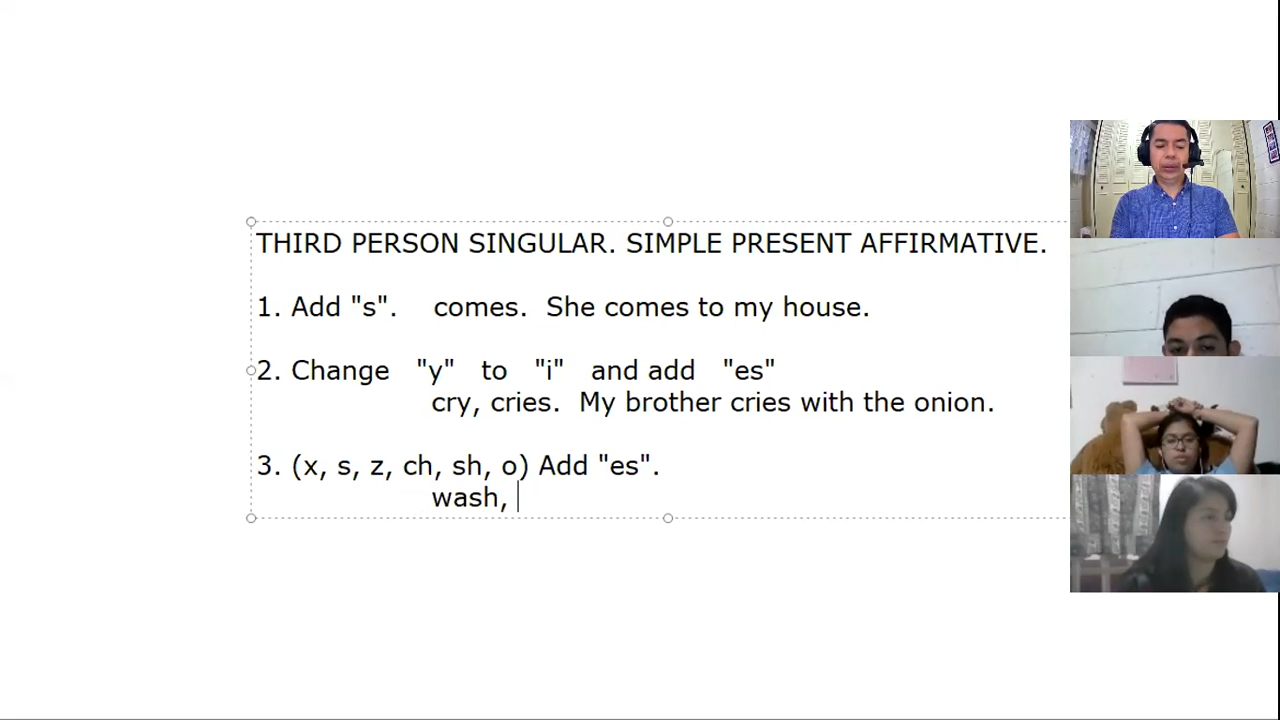 THIRD PERSON SINGULAR. SIMPLE PRESENT AFFIRMATIVE.
1. Add "s". comes. She comes to my house.
2. Change "y" to "i" and add "es"
cry, cries. My brother cries with the onion.
3. (x, s, z, ch, sh, o) Add "es".
wash,